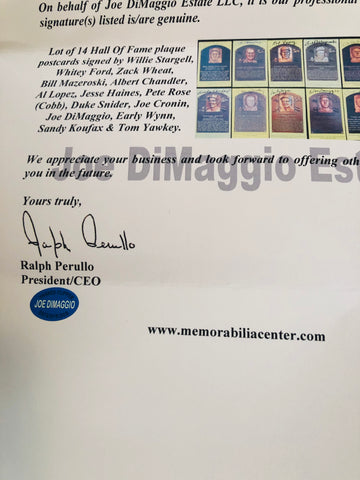 On behalf of Joe DiMaggio Estate LLC, it is our professional
signature(s) listed is/are genuine.
Lot of 14 Hall Of Fame plaque
postcards signed by Willie Stargell,
Whitey Ford, Zack Wheat,
Bill Mazeroski, Albert Chandler,
Al Lopez, Jesse Haines, Pete Rose
(Cobb), Duke Snider, Joe Cronin,
Joe DiMaggio, Early Wynn,
Sandy Koufax & Tom Yawkey.
We appreciate your business and look forward to offering oth
you in the future.
Joe DiMaggio Est
Yours truly,
Ralph Perullo
Ralph Perullo
President/CEO
JOE DIMAGGIO
www.memorabiliacenter.com